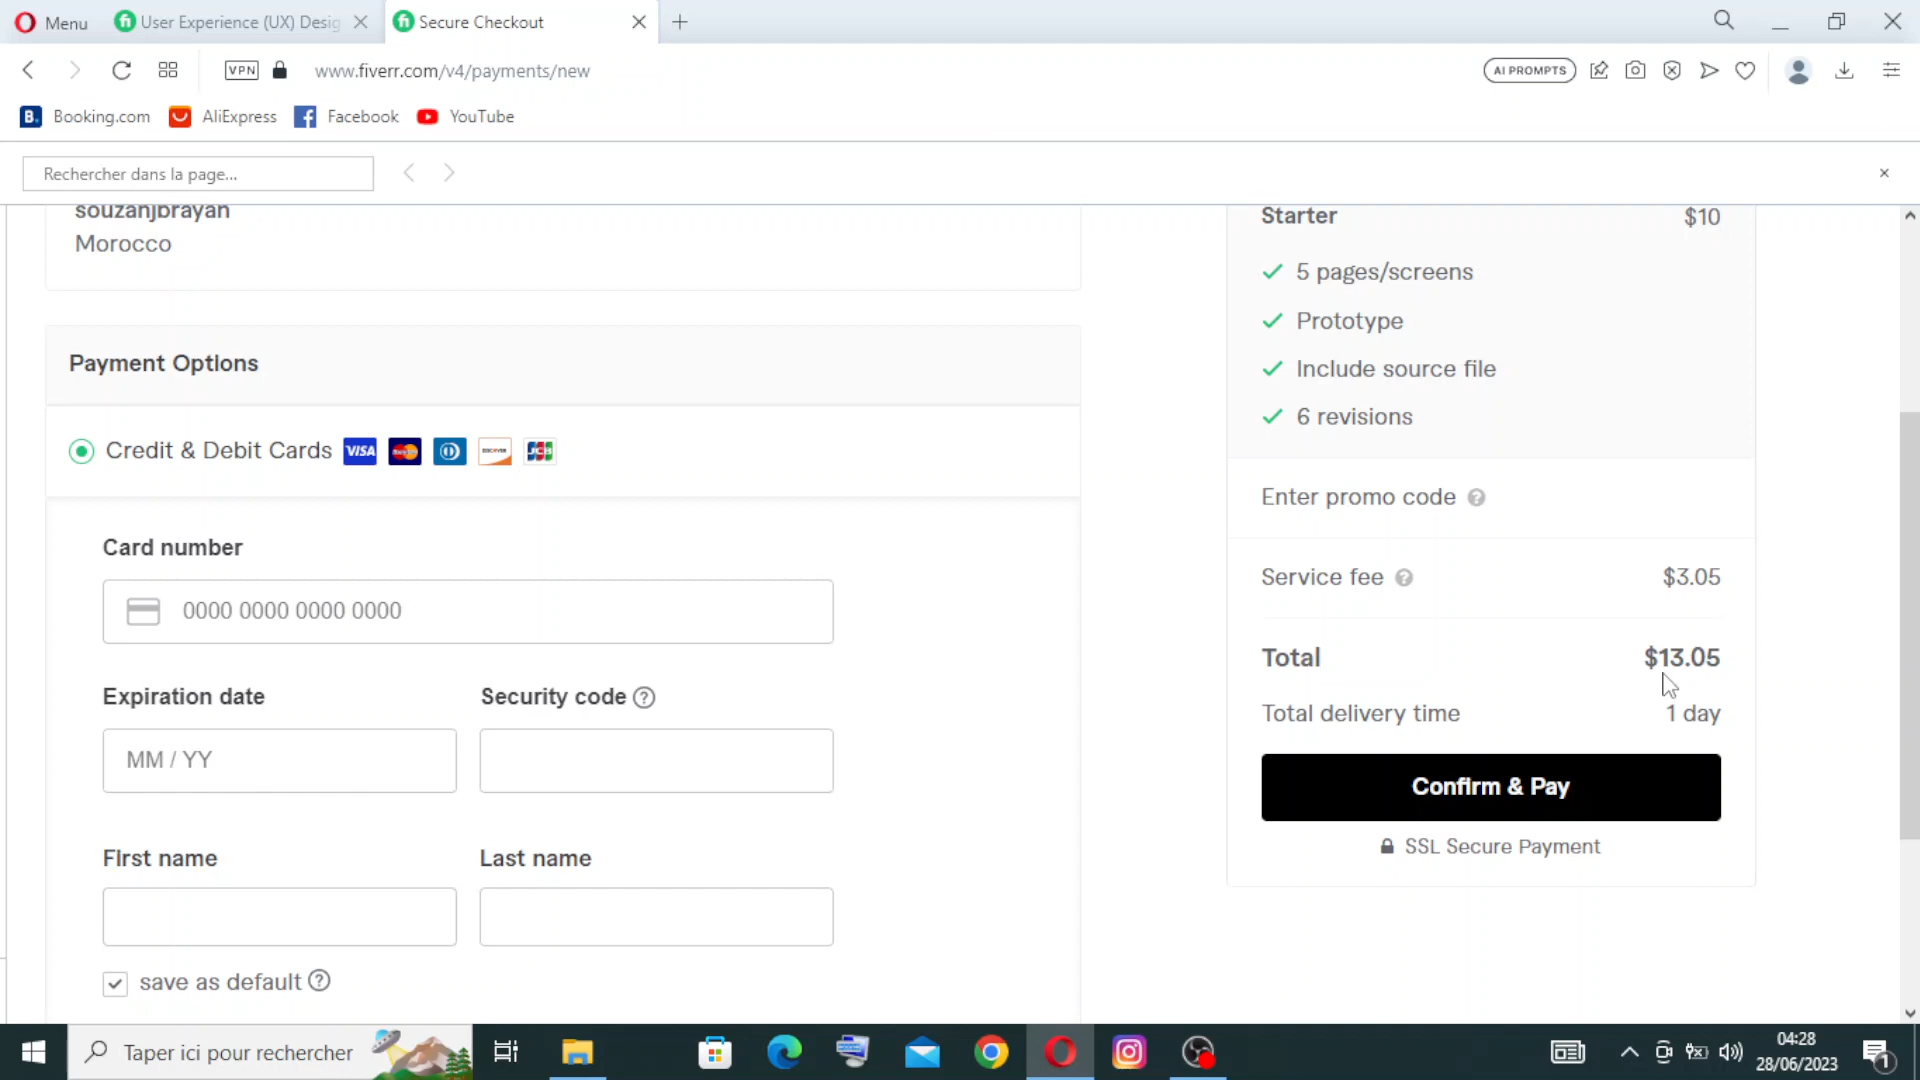 Menu
User Experience (UX) Desig
Secure Checkout
VPN
www.fiverr.com/v4/payments/new
AI PROMPTS
B.
Booking.com
AliExpress
Facebook
YouTube
Rechercher dans la page...
souzanjbrayan
Morocco
Payment Options
Credit & Debit Cards
VISA
DISCOVER
JCB
Card number
0000 0000 0000 0000
Expiration date
Security code
MM / YY
First name
Last name
save as default
Starter
$10
5 pages/screens
Prototype
Include source file
6 revisions
Enter promo code
Service fee
$3.05
Total
$13.05
Total delivery time
1 day
Confirm & Pay
SSL Secure Payment
Taper ici pour rechercher
04:28
28/06/2023
1